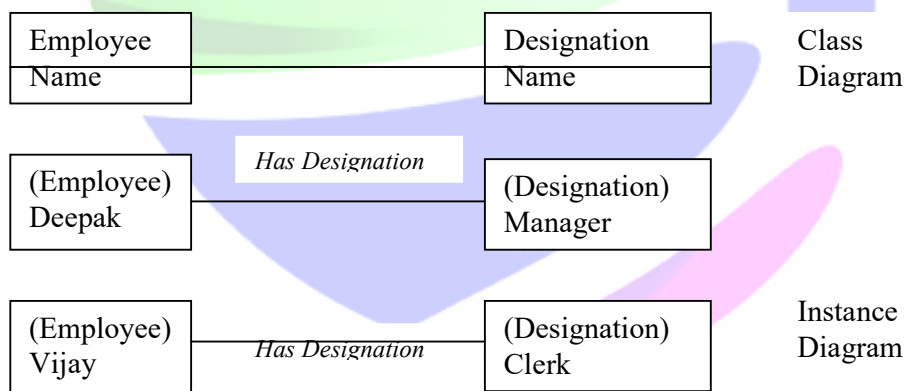 Employee
Name
Designation
Name
Class
Diagram
(Employee)
Deepak
Has Designation
(Designation)
Manager
(Employee)
Vijay
Has Designation
(Designation)
Clerk
Instance
Diagram